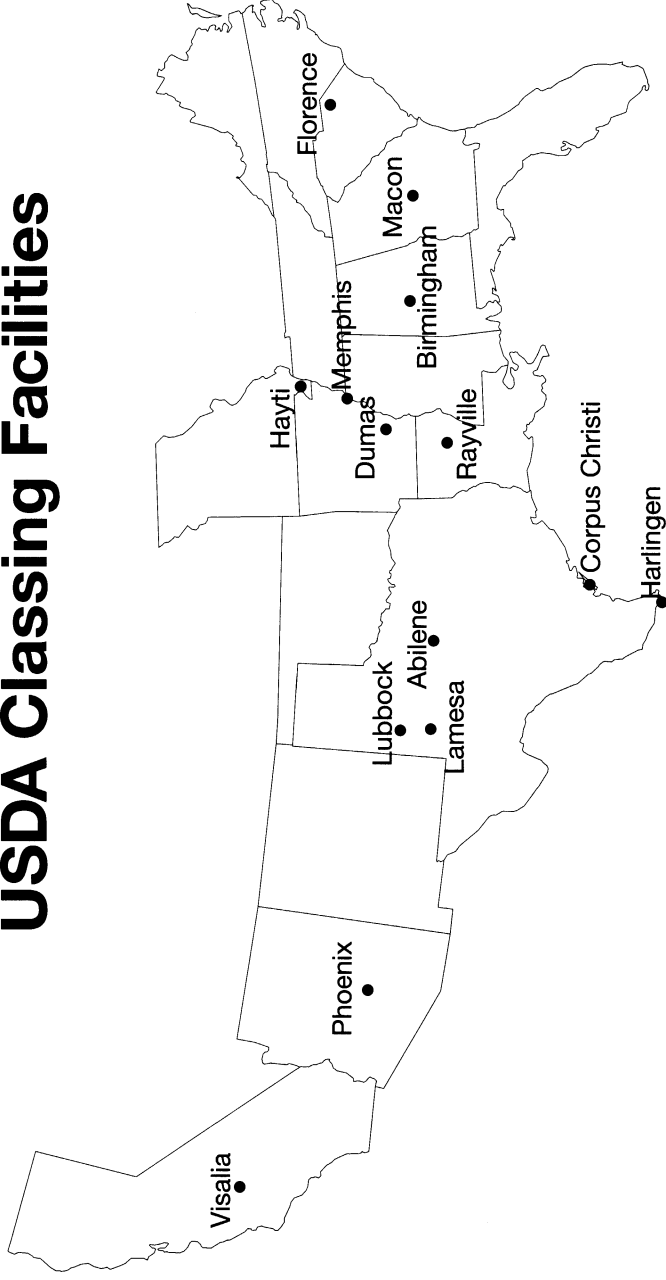 USDA Classing Facilities
Florence
Visalia
Hayti
Memphis
Macon
Phoenix
Dumas
Birmingham
Lubbock
Abilene
Rayville
Lamesa
Corpus Christi
Harlingen